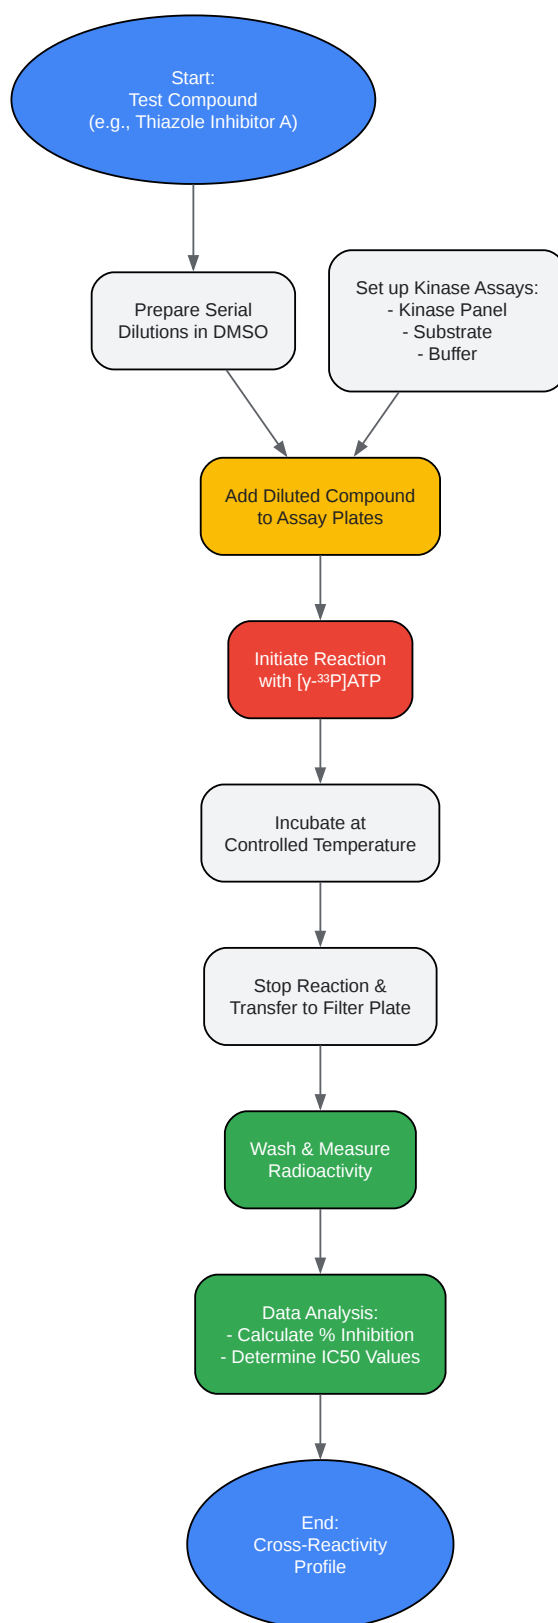 Start:
Test Compound
(e.g., Thiazole Inhibitor A)
Prepare Serial
Dilutions in DMSO
Set up Kinase Assays:
- Kinase Panel
- Substrate
- Buffer
Add Diluted Compound
to Assay Plates
Initiate Reaction
with [γ-³³P]ATP
Incubate at
Controlled Temperature
Stop Reaction &
Transfer to Filter Plate
Wash & Measure
Radioactivity
Data Analysis:
- Calculate % Inhibition
- Determine IC50 Values
End:
Cross-Reactivity
Profile